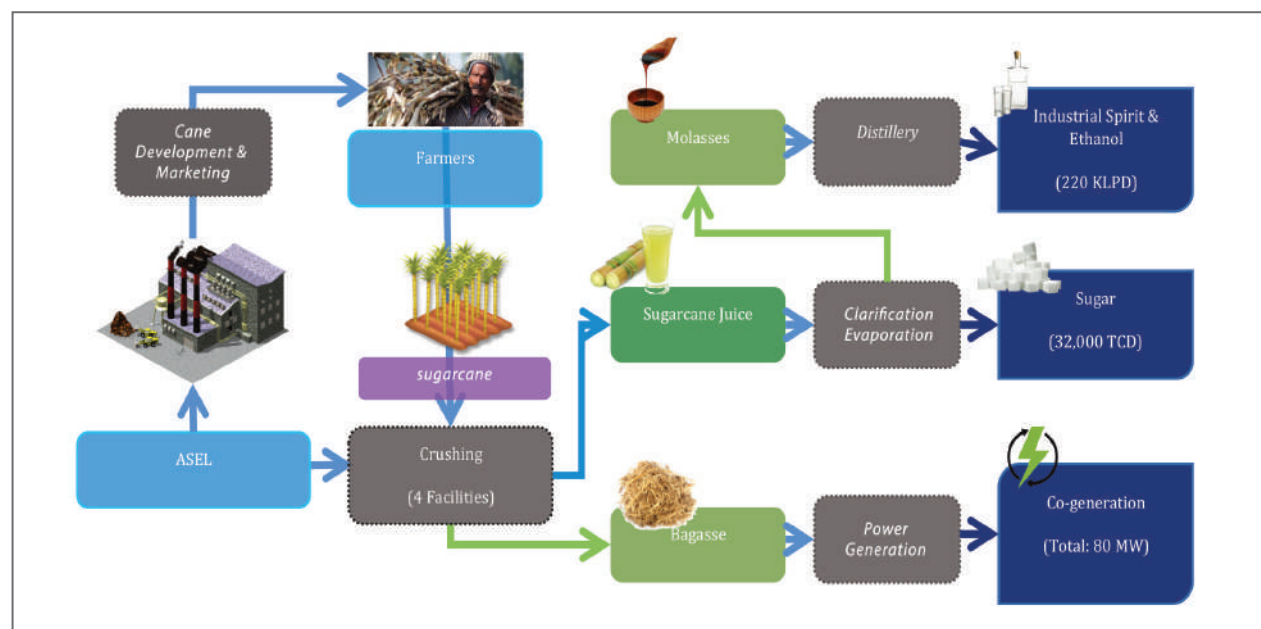 Cane
Development &
Marketing
Farmers
Molasses
Distillery
Industrial Spirit &
Ethanol
(220 KLPD)
sugarcane
Sugarcane Juice
Clarification
Evaporation
Sugar
(32,000 TCD)
ASEL
Crushing
(4 Facilities)
Bagasse
Power
Generation
Co-generation
(Total: 80 MW)